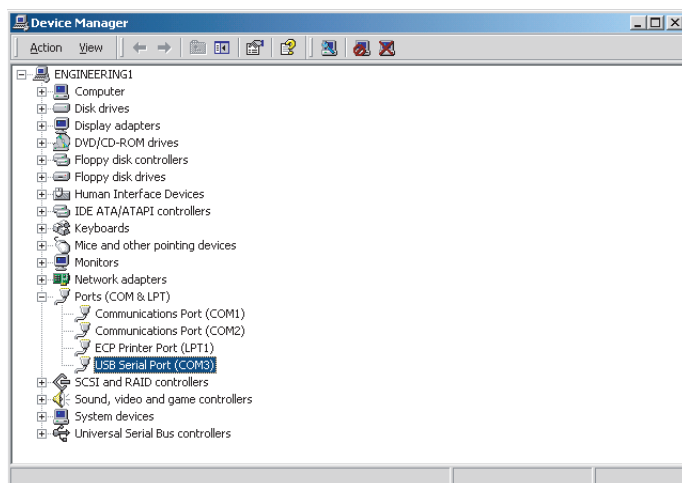 Device Manager
Action View
ENGINEERING1
Computer
Disk drives
Display adapters
DVD/CD-ROM drives
Floppy disk controllers
Floppy disk drives
Human Interface Devices
IDE ATA/ATAPI controllers
Keyboards
Mice and other pointing devices
Monitors
Network adapters
Ports (COM & LPT)
Communications Port (COM1)
Communications Port (COM2)
ECP Printer Port (LPT1)
USB Serial Port (COM3)
SCSI and RAID controllers
Sound, video and game controllers
System devices
Universal Serial Bus controllers